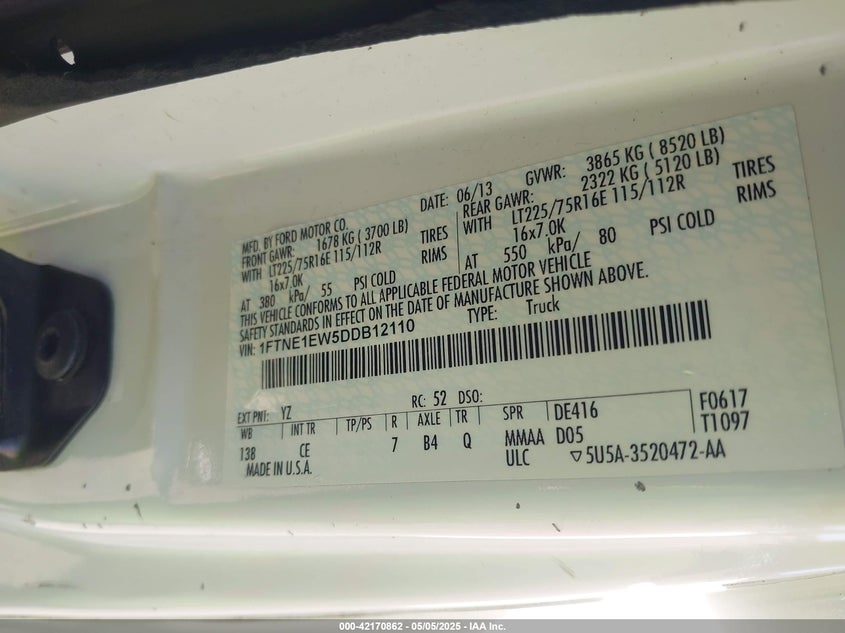 MFD. BY FORD MOTOR CO.
DATE: 06/13
GVWR: 3865 KG ( 8520 LB)
FRONT GAWR: 1678 KG ( 3700 LB)
REAR GAWR: 2322 KG ( 5120 LB)
WITH LT225/75R16E 115/112R TIRES
WITH LT225/75R16E 115/112R TIRES
16x7.0K RIMS
16x7.0K RIMS
AT 380 kPa/ 55 PSI COLD
AT 550 kPa/ 80 PSI COLD
THIS VEHICLE CONFORMS TO ALL APPLICABLE FEDERAL MOTOR VEHICLE
SAFETY STANDARDS IN EFFECT ON THE DATE OF MANUFACTURE SHOWN ABOVE.
VIN: 1FTNE1EW5DDB12110
TYPE: Truck
EXT PNT: YZ RC: 52 DSO:
WB INT TR TP/PS R AXLE TR SPR DE416 F0617
138 CE 7 B4 Q MMAA D05 T1097
MADE IN U.S.A. ULC ▽5U5A-3520472-AA
000-42170862 - 05/05/2025 - IAA Inc.